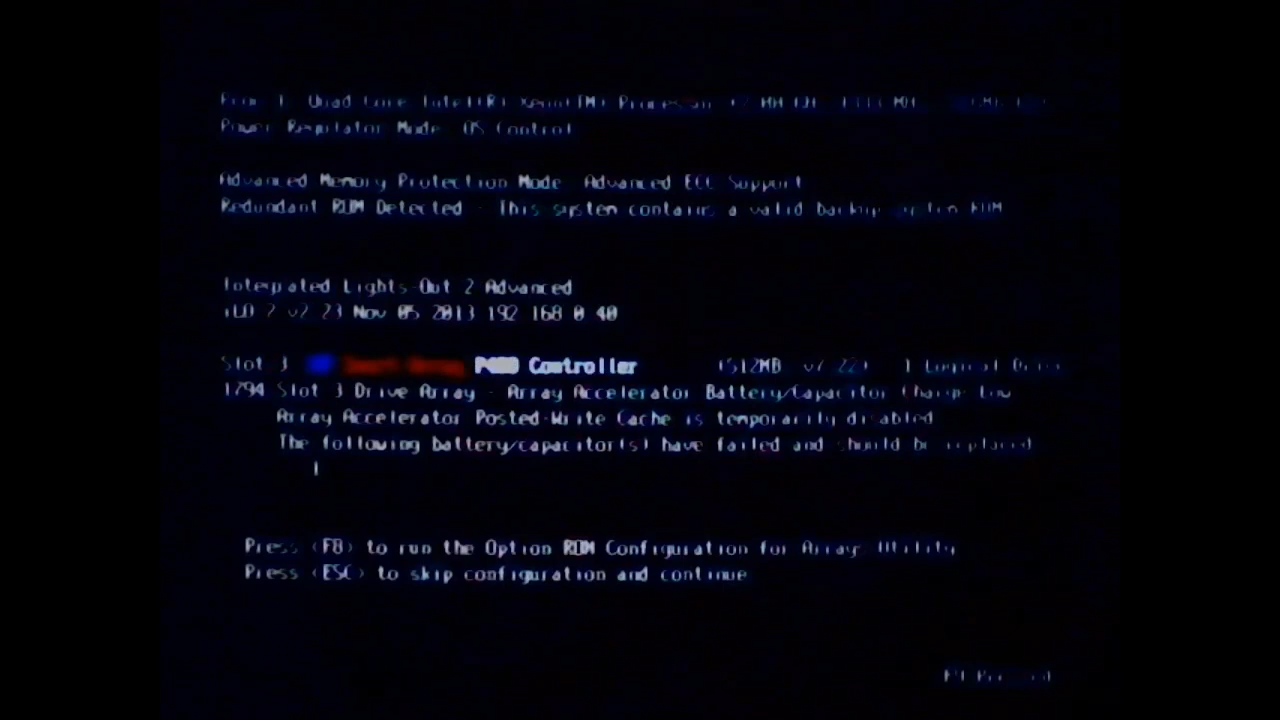 Proc 1 Quad Core Intel(R) Xeon(TM) Processor
Power Regulator Mode OS Control
Advanced Memory Protection Mode Advanced ECC Support
Redundant ROM Detected - This system contains a valid backup system ROM
Integrated Lights-Out 2 Advanced
iLO 2 v2 23 Nov 05 2013 192 168 0 40
Slot 3 Smart Array Controller (512MB v7 22) 1 Logical Drive
1794 Slot 3 Drive Array - Array Accelerator Battery/Capacitor Charge Low
Array Accelerator Posted-Write Cache is temporarily disabled
The following battery/capacitor(s) have failed and should be replaced
Press <F8> to run the Option ROM Configuration for Arrays Utility
Press <ESC> to skip configuration and continue